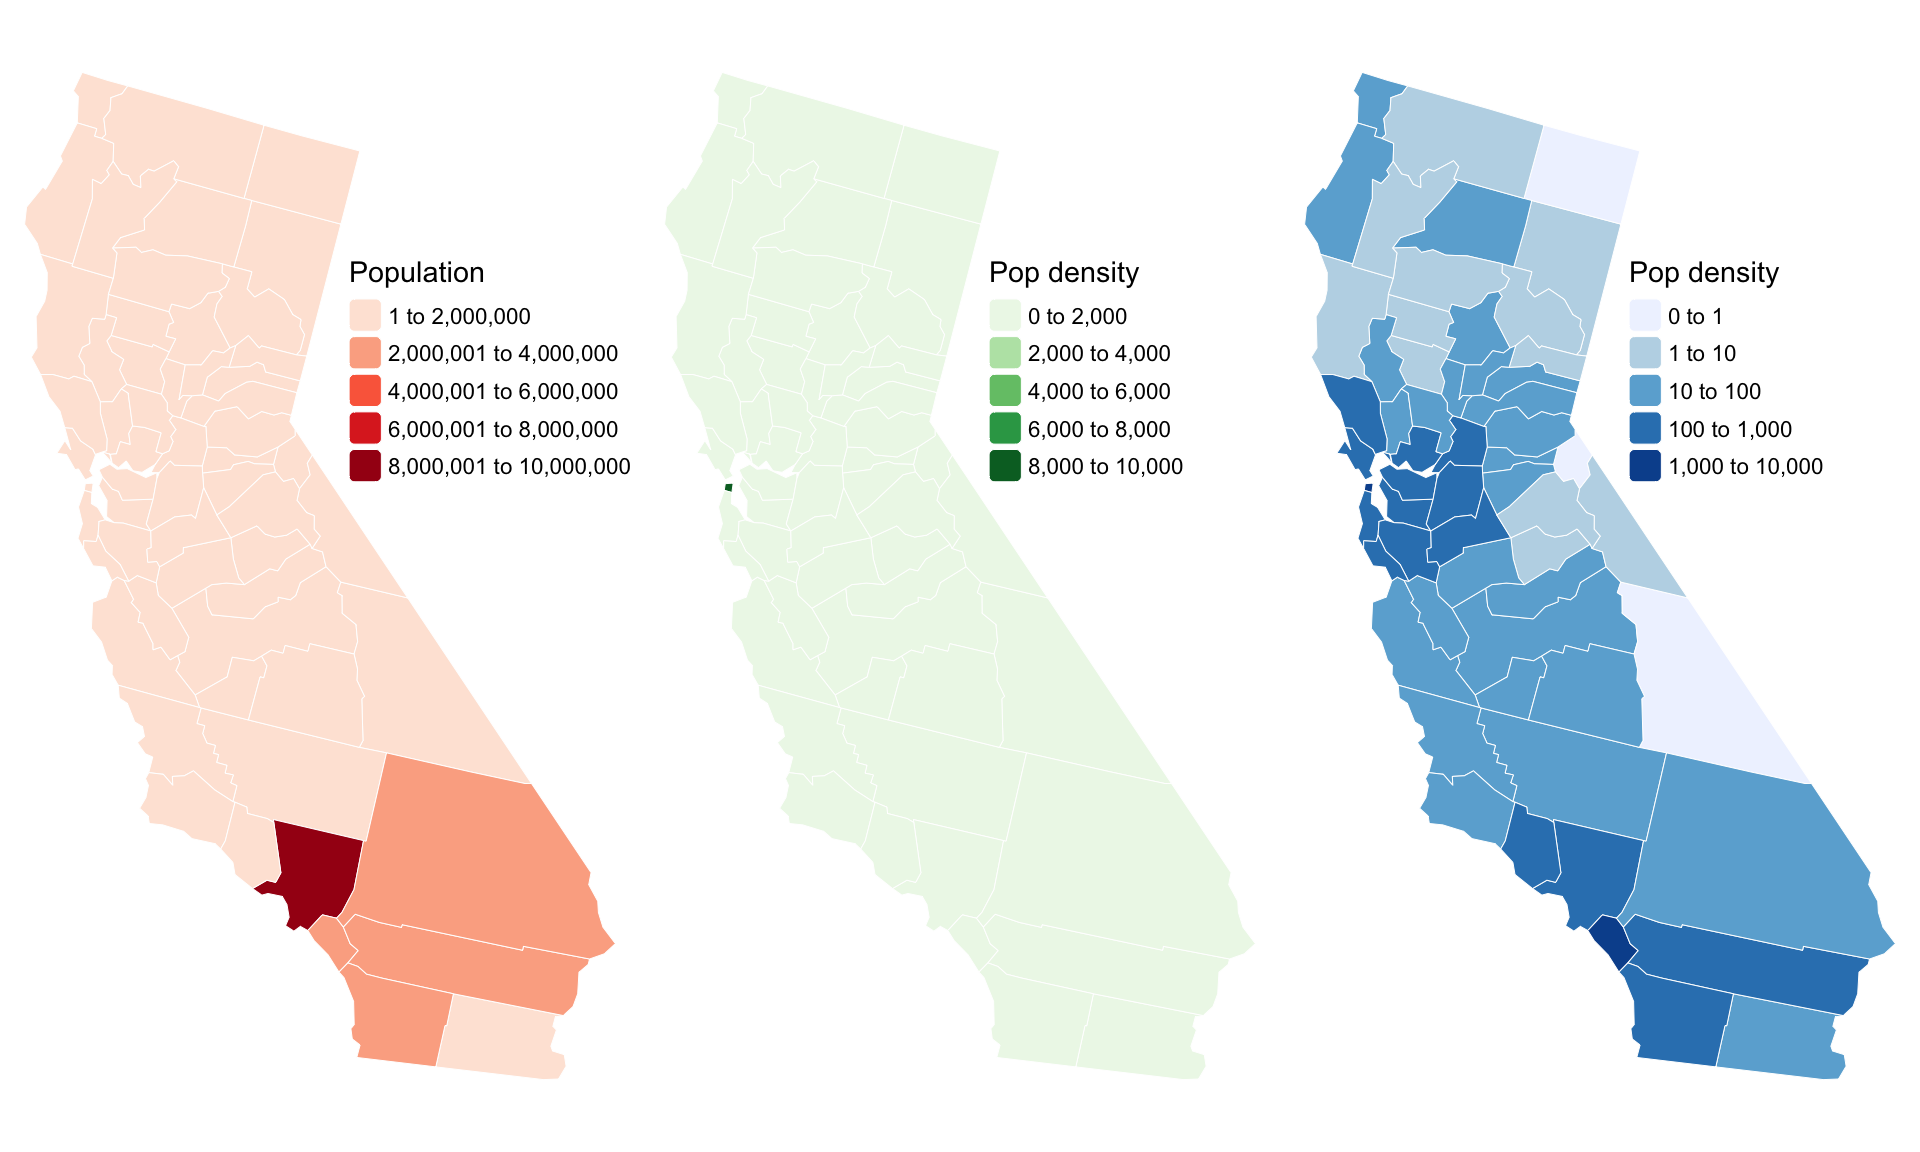 Population
1 to 2,000,000
2,000,001 to 4,000,000
4,000,001 to 6,000,000
6,000,001 to 8,000,000
8,000,001 to 10,000,000
Pop density
0 to 2,000
2,000 to 4,000
4,000 to 6,000
6,000 to 8,000
8,000 to 10,000
Pop density
0 to 1
1 to 10
10 to 100
100 to 1,000
1,000 to 10,000